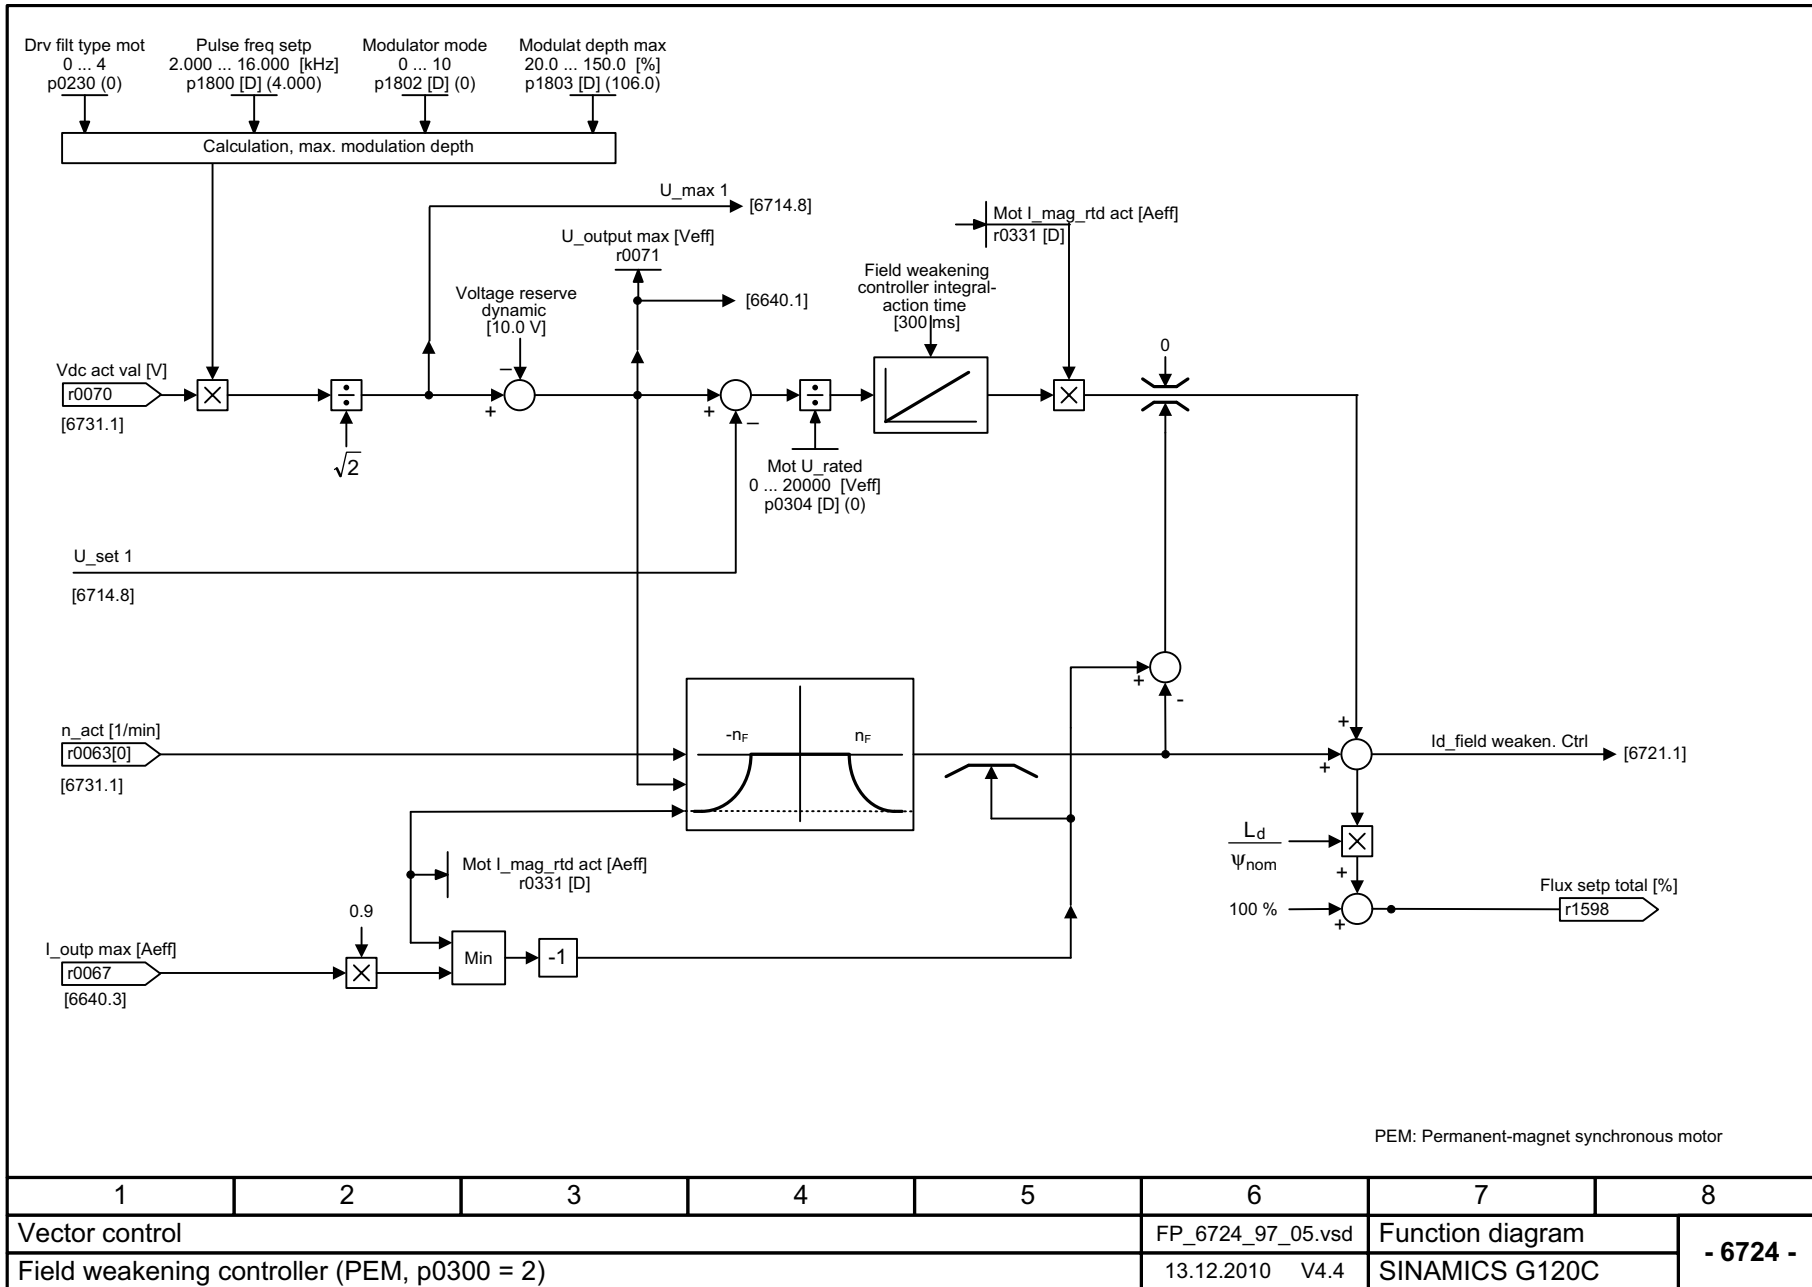 Drv filt type mot
0 ... 4
p0230 (0)
Pulse freq setp
2.000 ... 16.000 [kHz]
p1800 [D] (4.000)
Modulator mode
0 ... 10
p1802 [D] (0)
Modulat depth max
20.0 ... 150.0 [%]
p1803 [D] (106.0)
Calculation, max. modulation depth
U_max 1
[6714.8]
Mot I_mag_rtd act [Aeff]
r0331 [D]
U_output max [Veff]
r0071
[6640.1]
Voltage reserve
dynamic
[10.0 V]
Field weakening
controller integral-
action time
[300 ms]
0
Vdc act val [V]
r0070
[6731.1]
×
÷
√2
–
+
+
–
÷
×
Mot U_rated
0 ... 20000 [Veff]
p0304 [D] (0)
U_set 1
[6714.8]
+
-
n_act [1/min]
r0063[0]
[6731.1]
-nF
nF
+
+
Id_field weaken. Ctrl
[6721.1]
Ld
ψnom
×
+
Mot I_mag_rtd act [Aeff]
r0331 [D]
100 %
+
Flux setp total [%]
r1598
0.9
I_outp max [Aeff]
r0067
[6640.3]
×
Min
-1
PEM: Permanent-magnet synchronous motor
1 2 3 4 5 6 7 8
Vector control
FP_6724_97_05.vsd
Function diagram
- 6724 -
Field weakening controller (PEM, p0300 = 2)
13.12.2010 V4.4
SINAMICS G120C